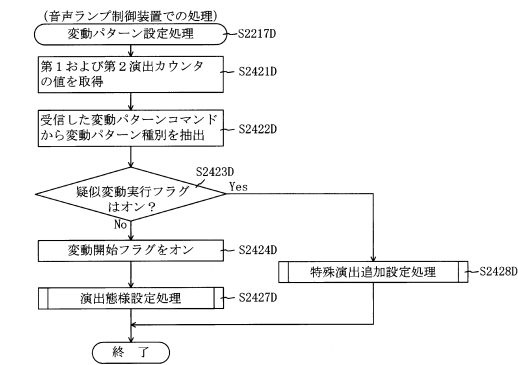 (音声ランプ制御装置での処理)
変動パターン設定処理
S2217D
第1および第2演出カウンタ
の値を取得
S2421D
受信した変動パターンコマンド
から変動パターン種別を抽出
S2422D
S2423D
疑似変動実行フラグ
はオン?
Yes
No
変動開始フラグをオン
S2424D
特殊演出追加設定処理
S2428D
演出態様設定処理
S2427D
終 了